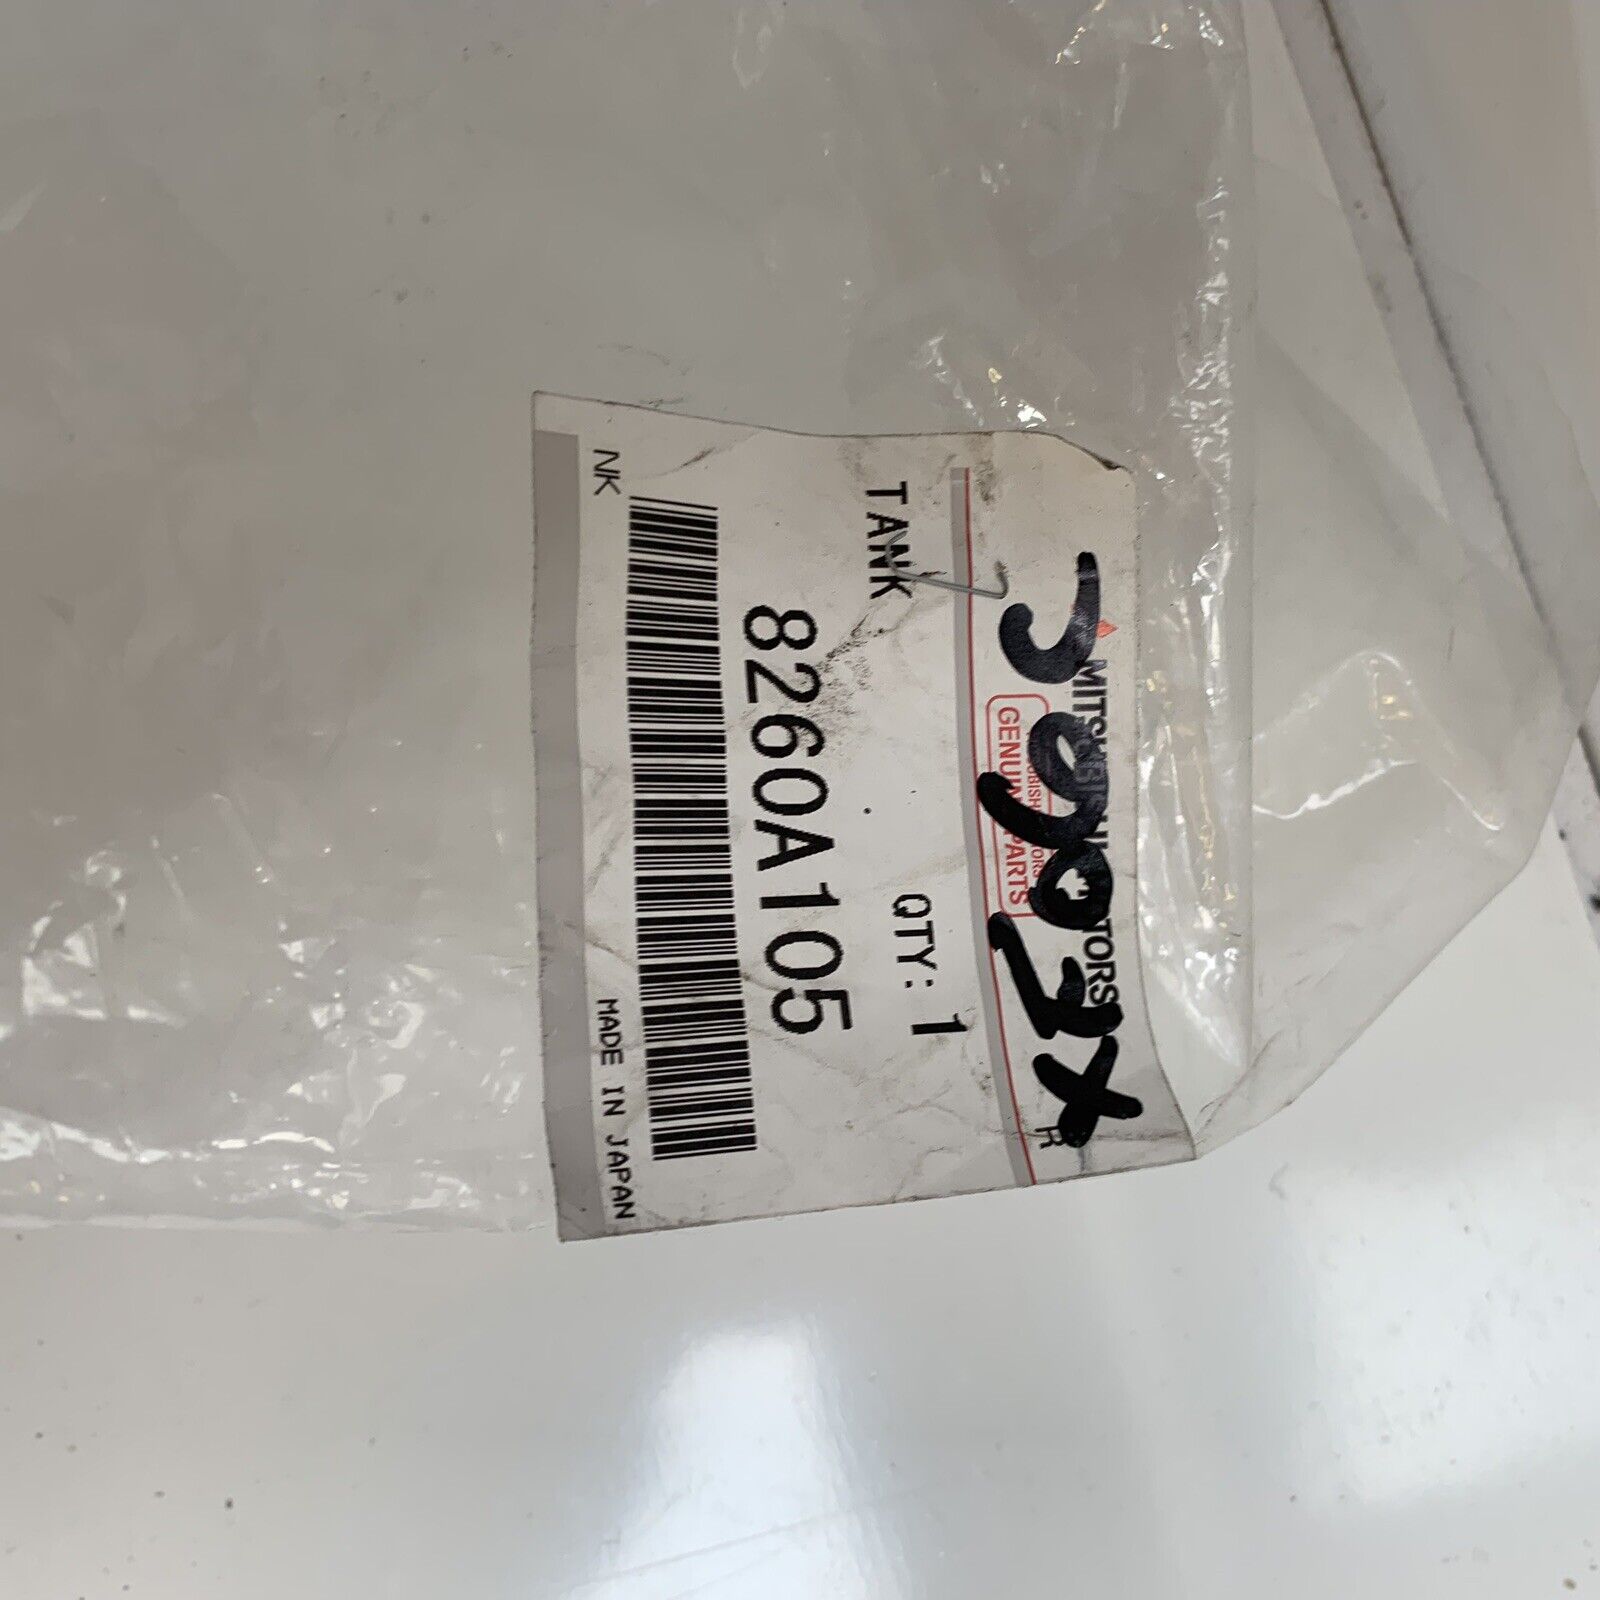 MITSUBISHI MOTORS
GENUINE PARTS
R
TANK
QTY: 1
8260A105
NK
MADE IN JAPAN